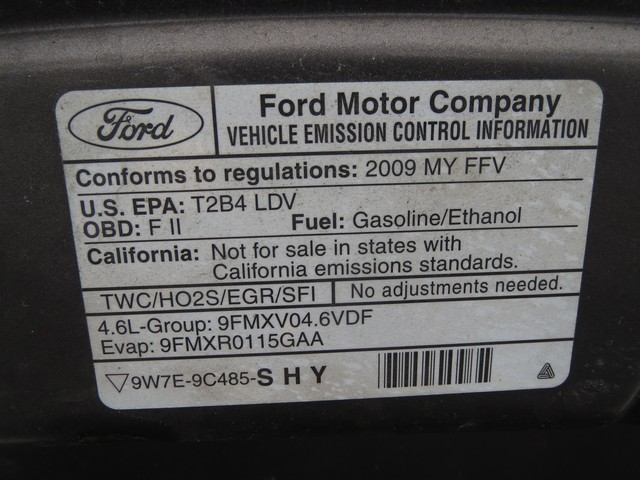 Ford
Ford Motor Company
VEHICLE EMISSION CONTROL INFORMATION
Conforms to regulations: 2009 MY FFV
U.S. EPA: T2B4 LDV
OBD: F II
Fuel: Gasoline/Ethanol
California: Not for sale in states with
California emissions standards.
TWC/HO2S/EGR/SFI
No adjustments needed.
4.6L-Group: 9FMXV04.6VDF
Evap: 9FMXR0115GAA
9W7E-9C485-S H Y